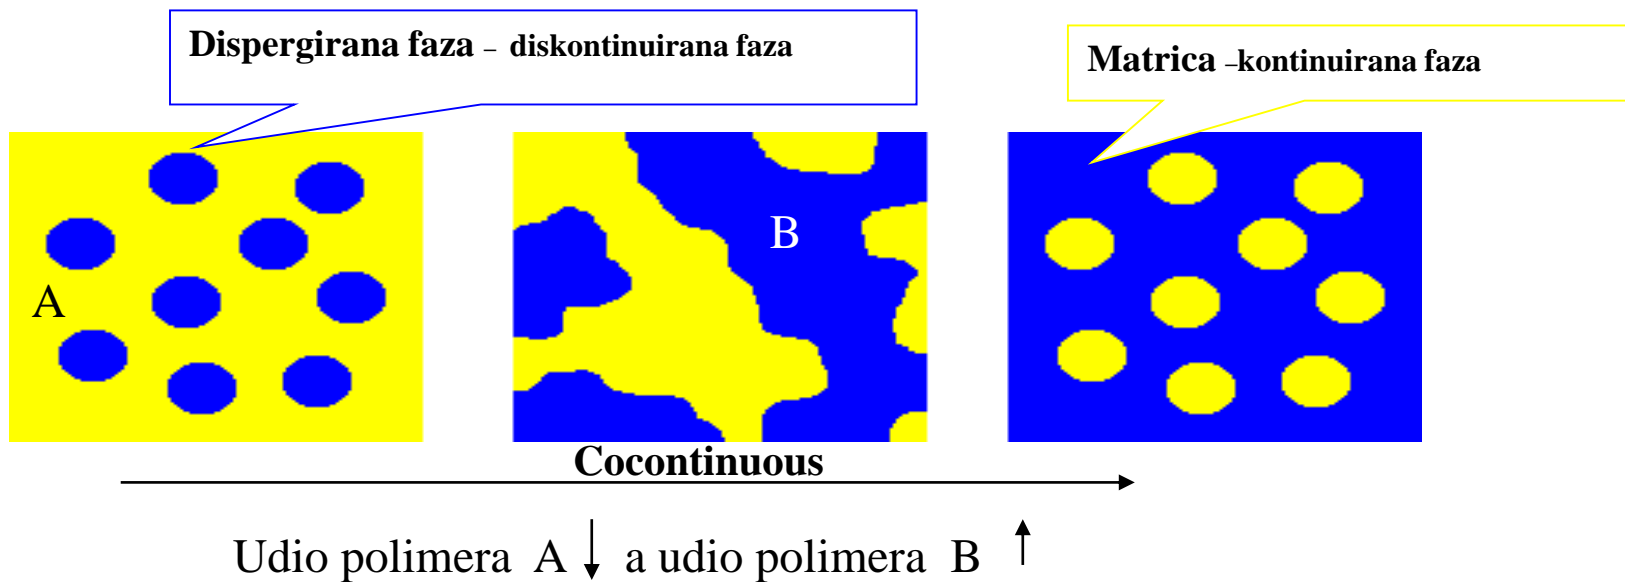 Dispergirana faza – diskontinuirana faza
Matrica –kontinuirana faza
A
B
Cocontinuous
Udio polimera A ↓ a udio polimera B ↑